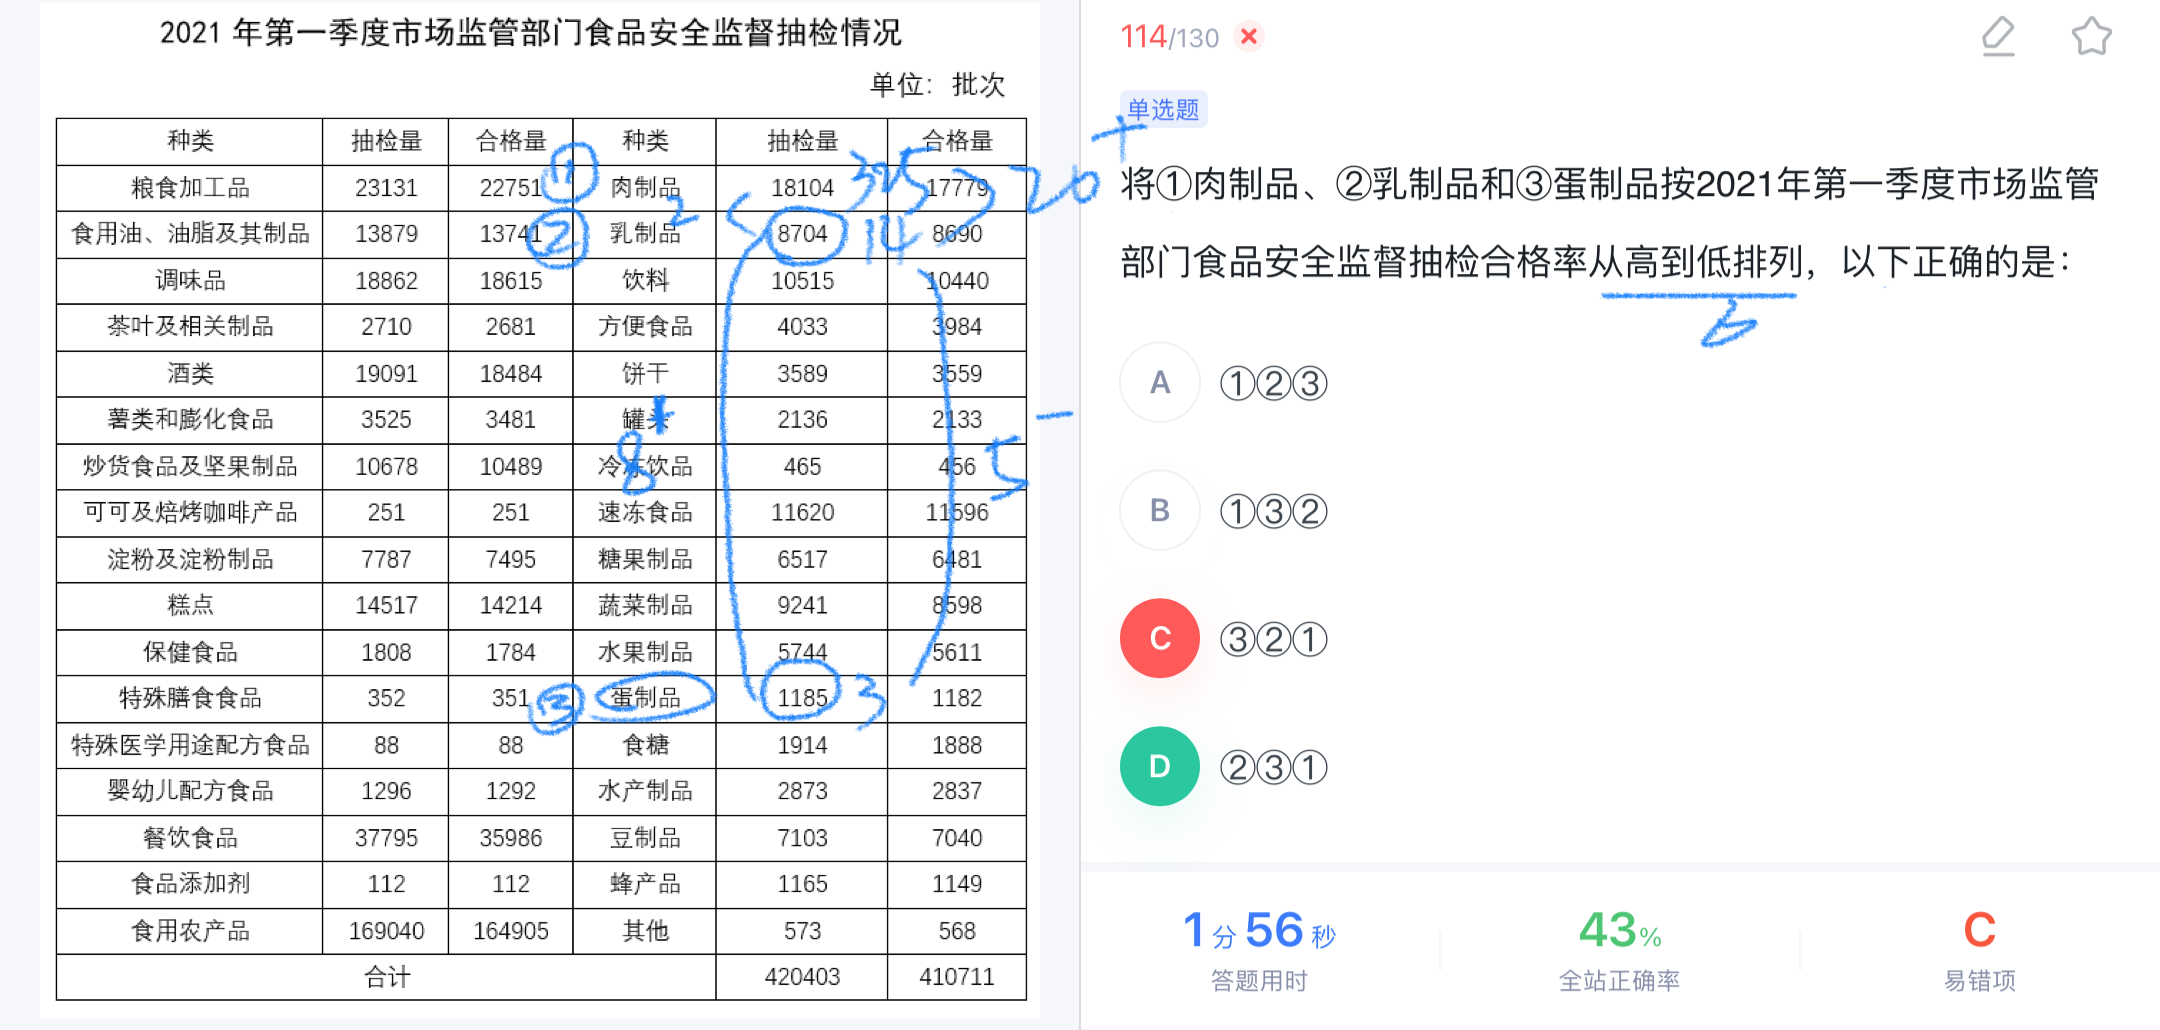 2021 年第一季度市场监管部门食品安全监督抽检情况
单位：批次
种类 抽检量 合格量 种类 抽检量 合格量
粮食加工品 23131 22751 肉制品 18104 17779
食用油、油脂及其制品 13879 13741 乳制品 8704 8690
调味品 18862 18615 饮料 10515 10440
茶叶及相关制品 2710 2681 方便食品 4033 3984
酒类 19091 18484 饼干 3589 3559
薯类和膨化食品 3525 3481 罐头 2136 2133
炒货食品及坚果制品 10678 10489 冷冻饮品 465 456
可可及焙烤咖啡产品 251 251 速冻食品 11620 11596
淀粉及淀粉制品 7787 7495 糖果制品 6517 6481
糕点 14517 14214 蔬菜制品 9241 8598
保健食品 1808 1784 水果制品 5744 5611
特殊膳食食品 352 351 蛋制品 1185 1182
特殊医学用途配方食品 88 88 食糖 1914 1888
婴幼儿配方食品 1296 1292 水产制品 2873 2837
餐饮食品 37795 35986 豆制品 7103 7040
食品添加剂 112 112 蜂产品 1165 1149
食用农产品 169040 164905 其他 573 568
合计 420403 410711
① 325
② 2 < 14 > 20+
8+ 5-
③ 3
114/130
单选题
将①肉制品、②乳制品和③蛋制品按2021年第一季度市场监管
部门食品安全监督抽检合格率从高到低排列，以下正确的是：
A ①②③
B ①③②
C ③②①
D ②③①
1分56秒 43% C
答题用时 全站正确率 易错项